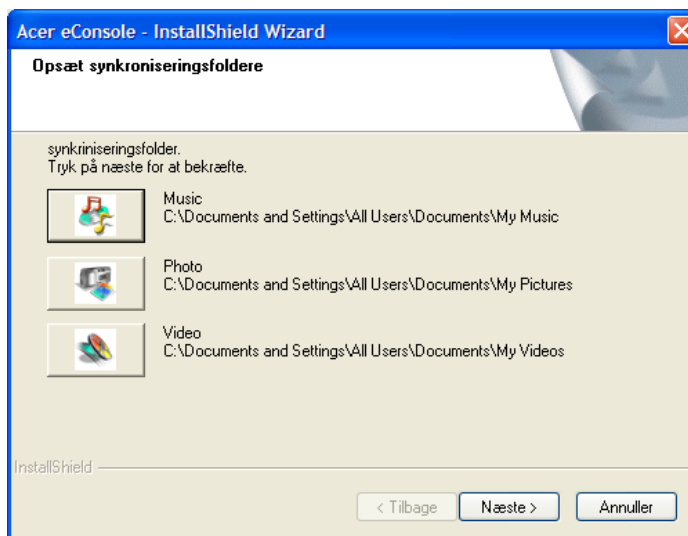 Acer eConsole - InstallShield Wizard
Opsæt synkroniseringsfoldere
synkriniseringsfolder.
Tryk på næste for at bekræfte.
Music
C:\Documents and Settings\All Users\Documents\My Music
Photo
C:\Documents and Settings\All Users\Documents\My Pictures
Video
C:\Documents and Settings\All Users\Documents\My Videos
InstallShield
< Tilbage
Næste >
Annuller